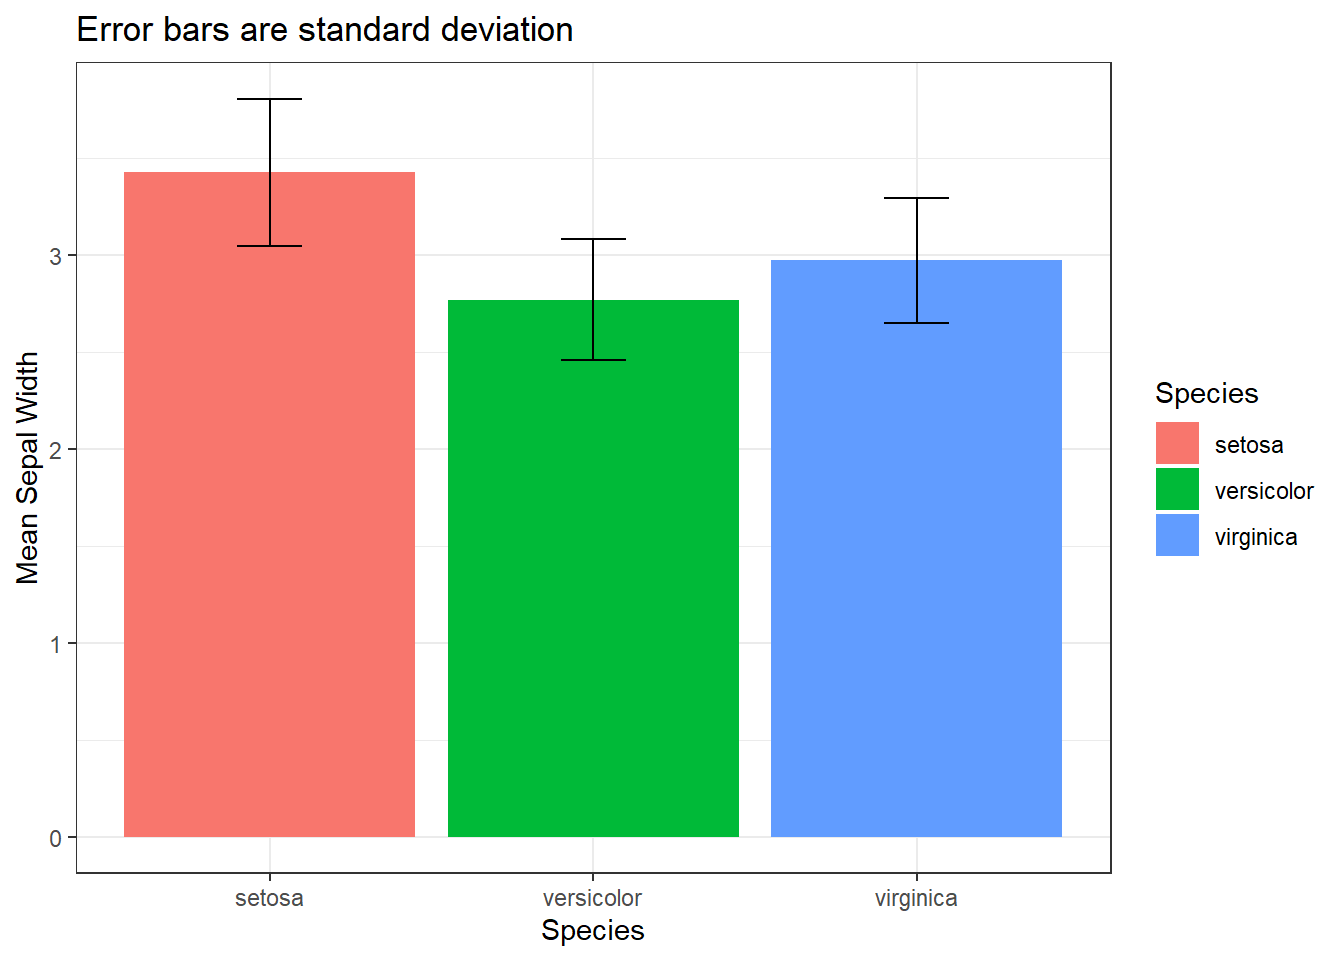 Error bars are standard deviation
Mean Sepal Width
3
2
1
0
setosa
versicolor
virginica
Species
Species
setosa
versicolor
virginica